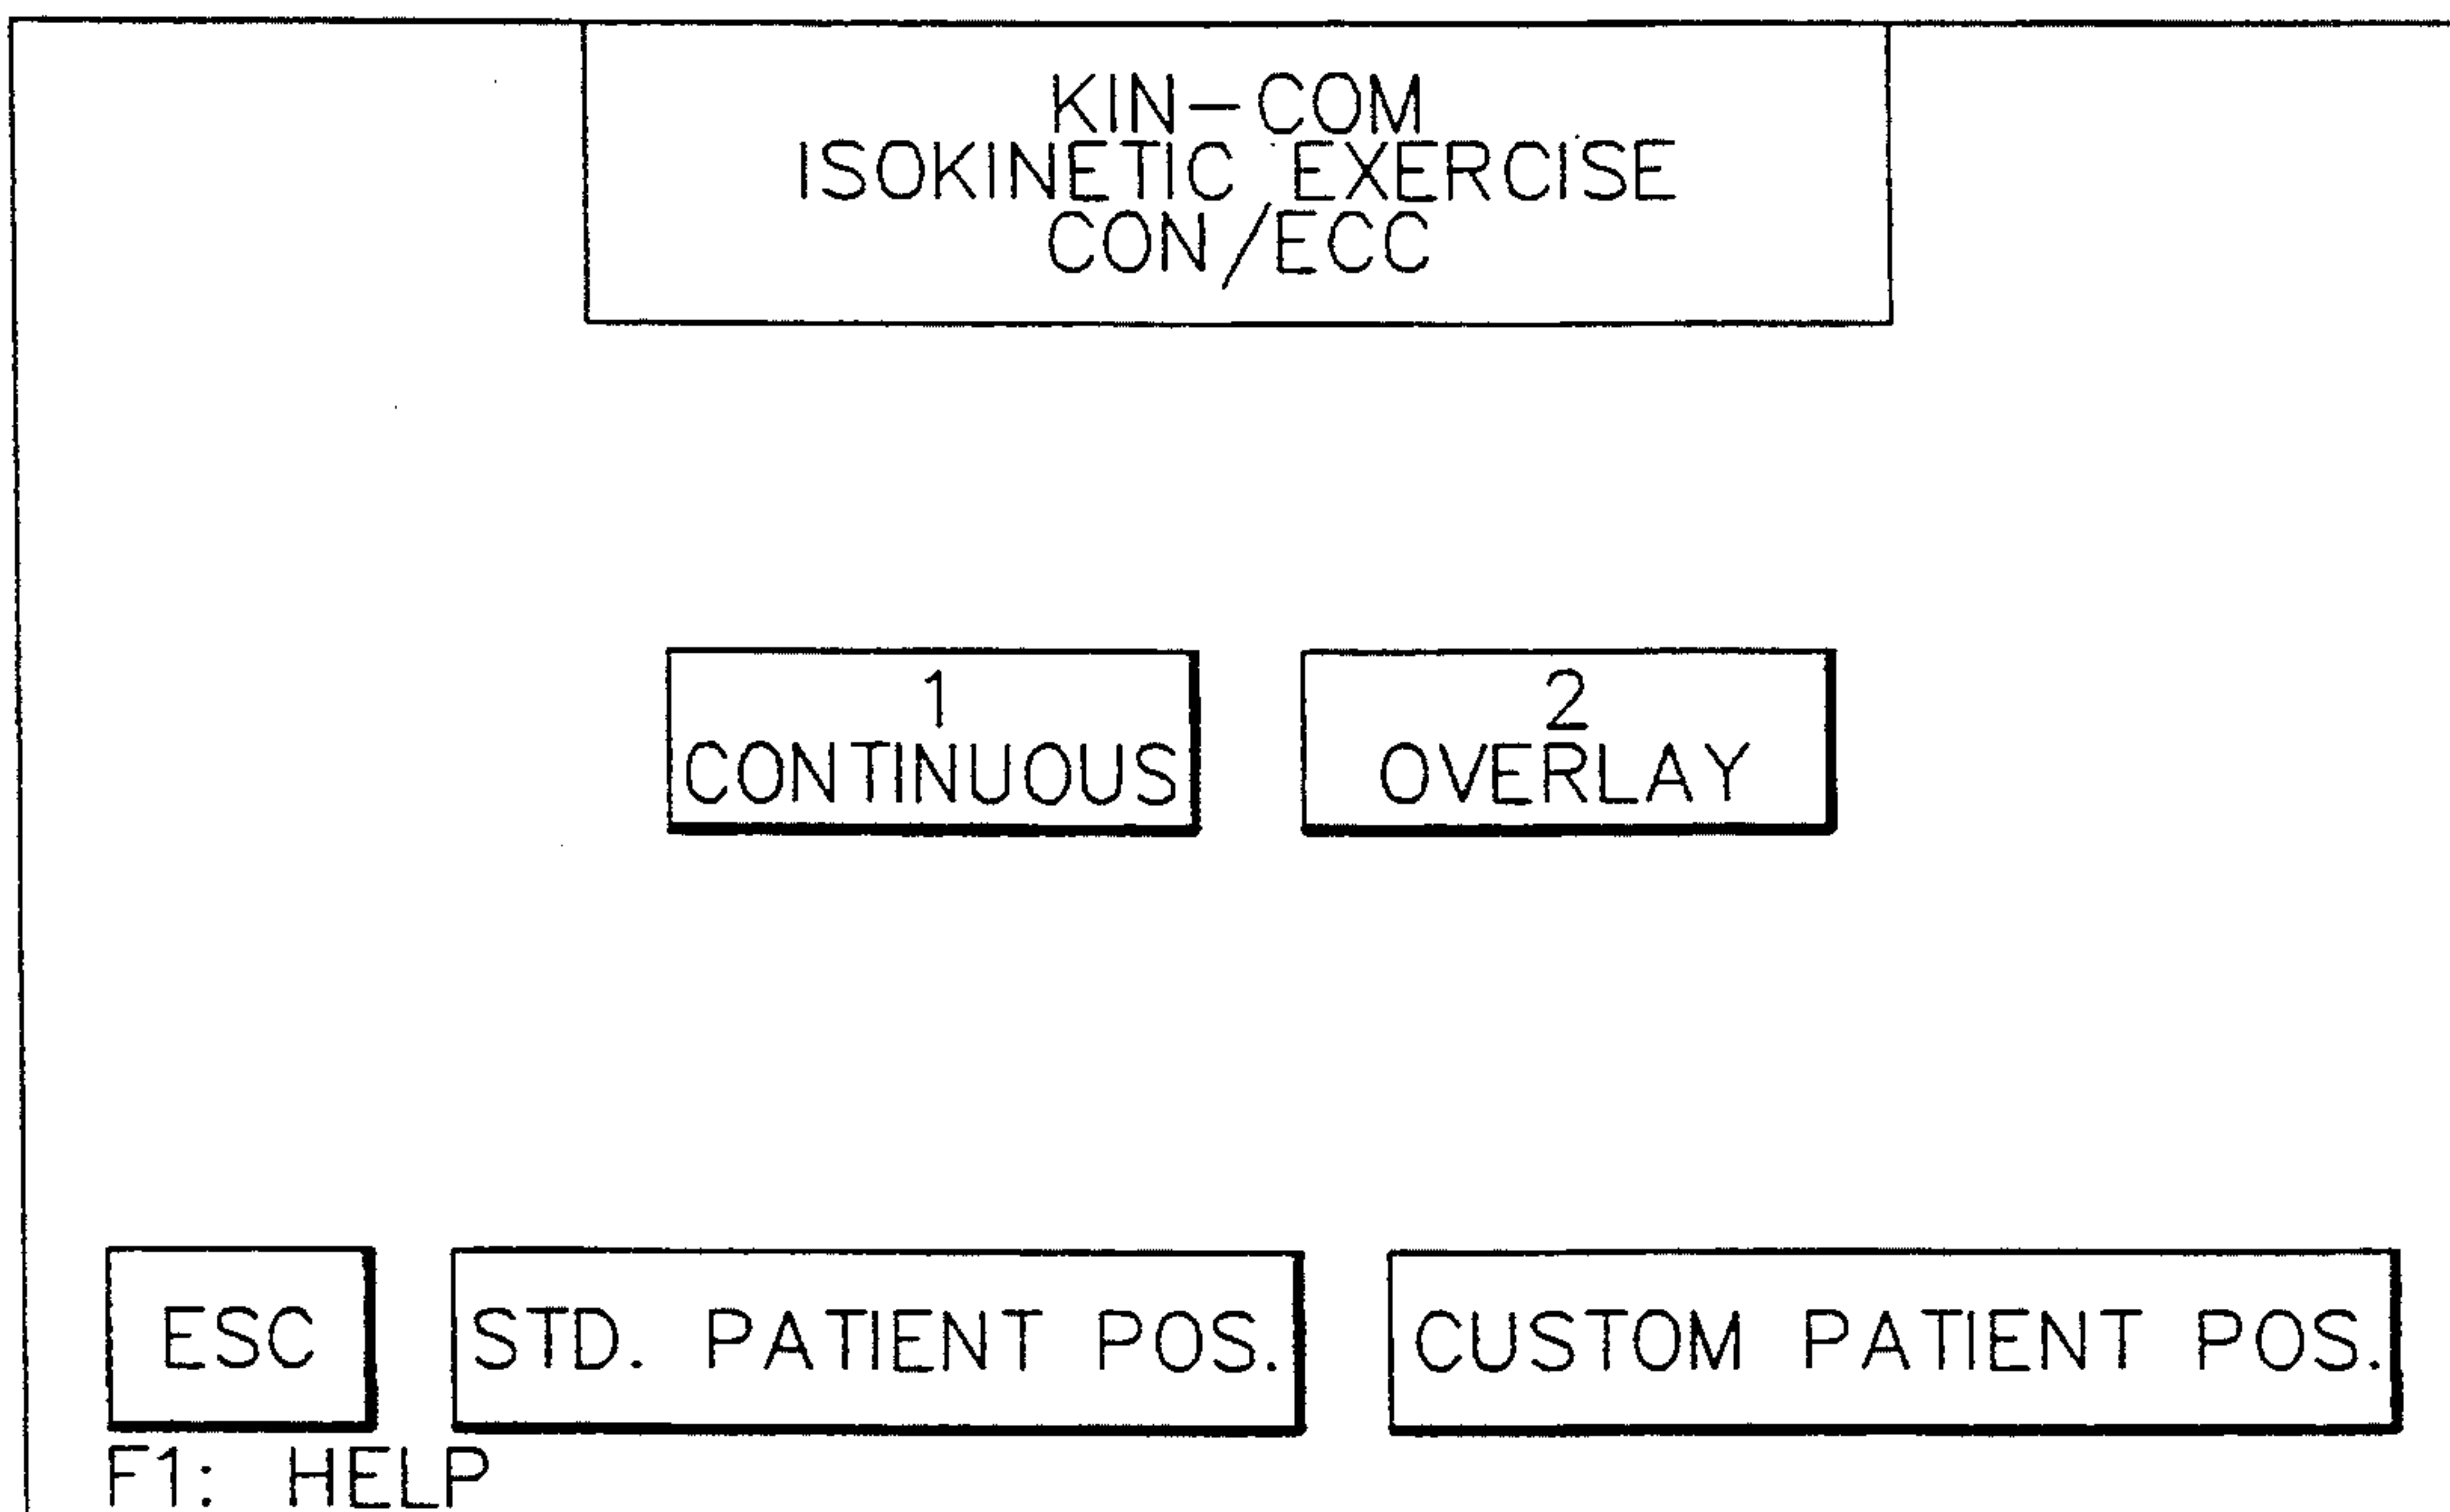 KIN-COM
ISOKINETIC EXERCISE
CON/ECC
1
CONTINUOUS
2
OVERLAY
ESC
STD. PATIENT POS.
CUSTOM PATIENT POS.
F1: HELP